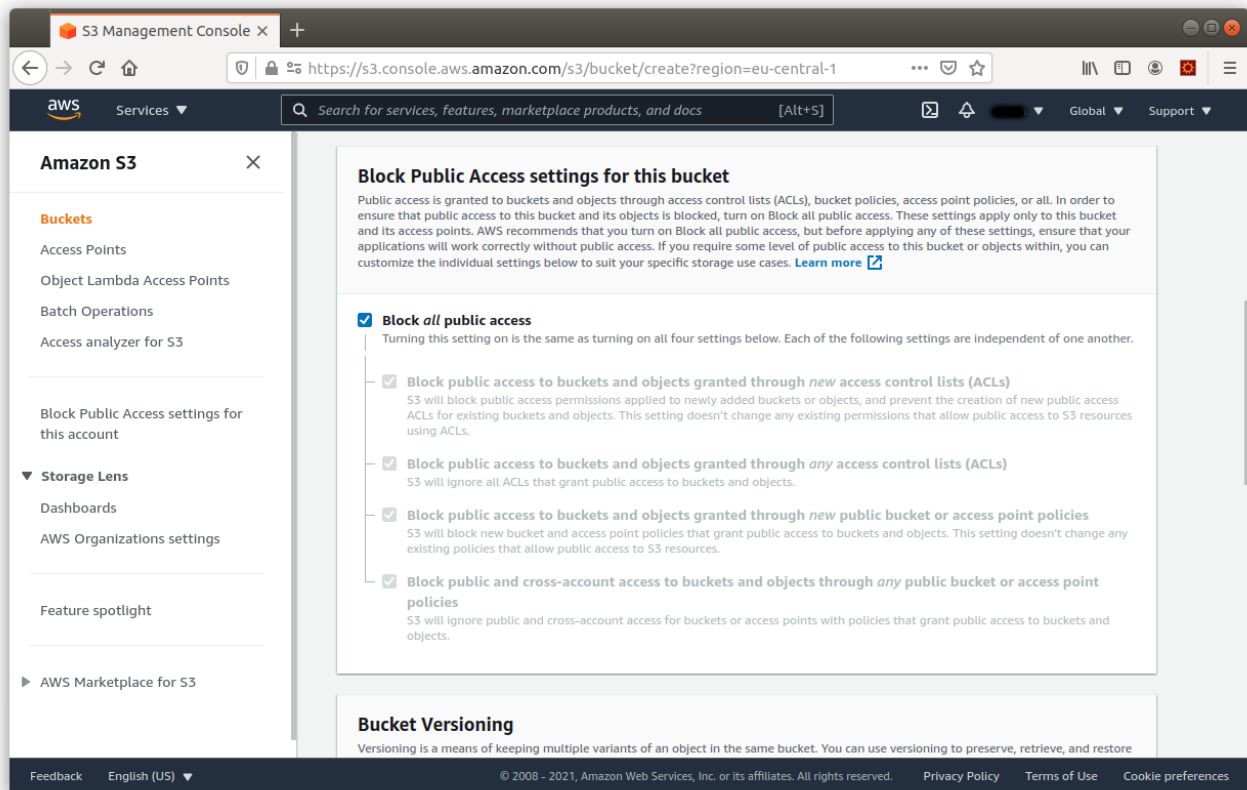 S3 Management Console
https://s3.console.aws.amazon.com/s3/bucket/create?region=eu-central-1
aws
Services
Search for services, features, marketplace products, and docs [Alt+S]
Global
Support
Amazon S3
Buckets
Access Points
Object Lambda Access Points
Batch Operations
Access analyzer for S3
Block Public Access settings for
this account
Storage Lens
Dashboards
AWS Organizations settings
Feature spotlight
AWS Marketplace for S3
Block Public Access settings for this bucket
Public access is granted to buckets and objects through access control lists (ACLs), bucket policies, access point policies, or all. In order to
ensure that public access to this bucket and its objects is blocked, turn on Block all public access. These settings apply only to this bucket
and its access points. AWS recommends that you turn on Block all public access, but before applying any of these settings, ensure that your
applications will work correctly without public access. If you require some level of public access to this bucket or objects within, you can
customize the individual settings below to suit your specific storage use cases. Learn more
Block all public access
Turning this setting on is the same as turning on all four settings below. Each of the following settings are independent of one another.
Block public access to buckets and objects granted through new access control lists (ACLs)
S3 will block public access permissions applied to newly added buckets or objects, and prevent the creation of new public access
ACLs for existing buckets and objects. This setting doesn't change any existing permissions that allow public access to S3 resources
using ACLs.
Block public access to buckets and objects granted through any access control lists (ACLs)
S3 will ignore all ACLs that grant public access to buckets and objects.
Block public access to buckets and objects granted through new public bucket or access point policies
S3 will block new bucket and access point policies that grant public access to buckets and objects. This setting doesn't change any
existing policies that allow public access to S3 resources.
Block public and cross-account access to buckets and objects through any public bucket or access point
policies
S3 will ignore public and cross-account access for buckets or access points with policies that grant public access to buckets and
objects.
Bucket Versioning
Versioning is a means of keeping multiple variants of an object in the same bucket. You can use versioning to preserve, retrieve, and restore
Feedback
English (US)
© 2008 - 2021, Amazon Web Services, Inc. or its affiliates. All rights reserved.
Privacy Policy
Terms of Use
Cookie preferences